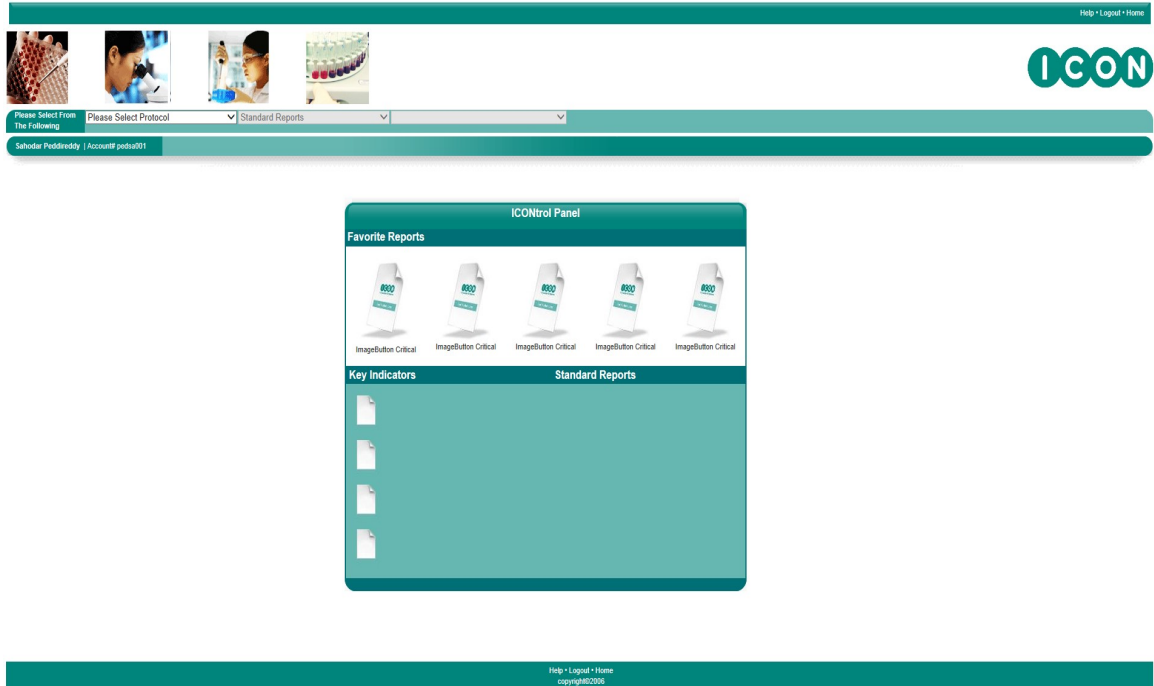 Help • Logout • Home
ICON
Please Select From
The Following
Please Select Protocol
Standard Reports
Sahodar Peddireddy | Account# pedsa001
ICONtrol Panel
Favorite Reports
ImageButton Critical
ImageButton Critical
ImageButton Critical
ImageButton Critical
ImageButton Critical
Key Indicators
Standard Reports
Help • Logout • Home
copyright©2006